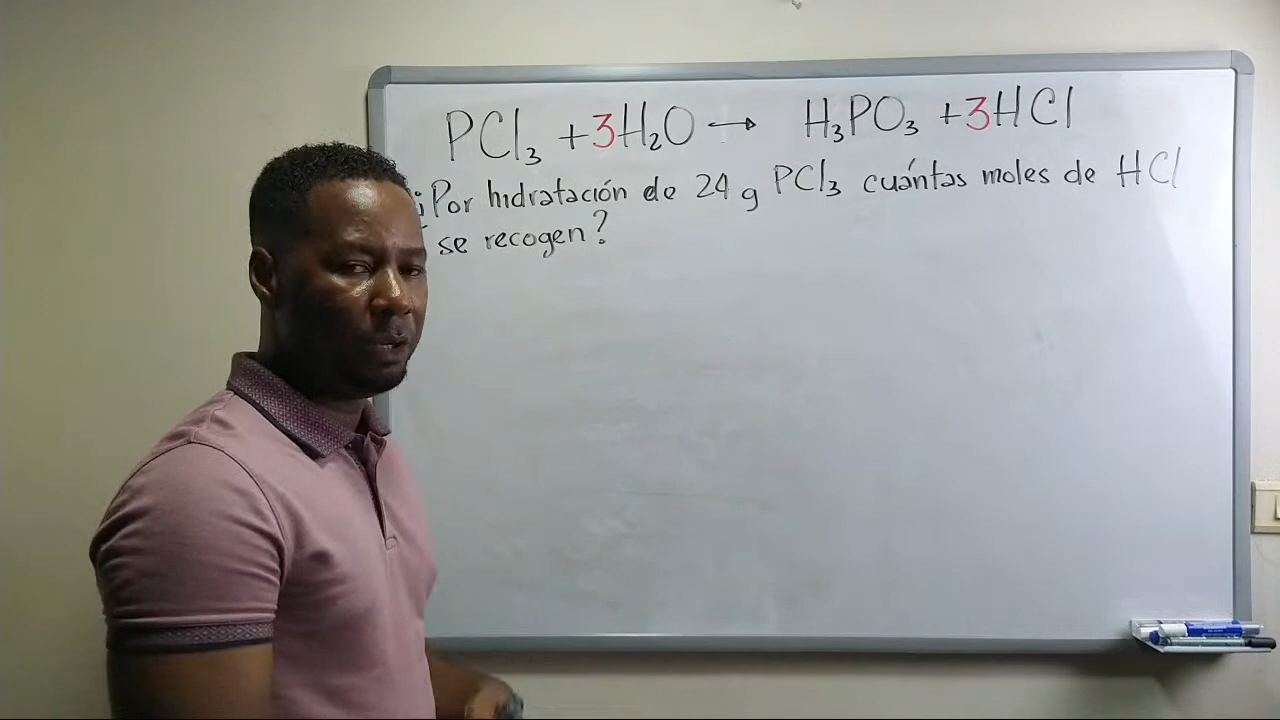 PCl₃ + 3H₂O → H₃PO₃ + 3HCl
¿Por hidratación de 24 g PCl₃ cuántas moles de HCl
se recogen?